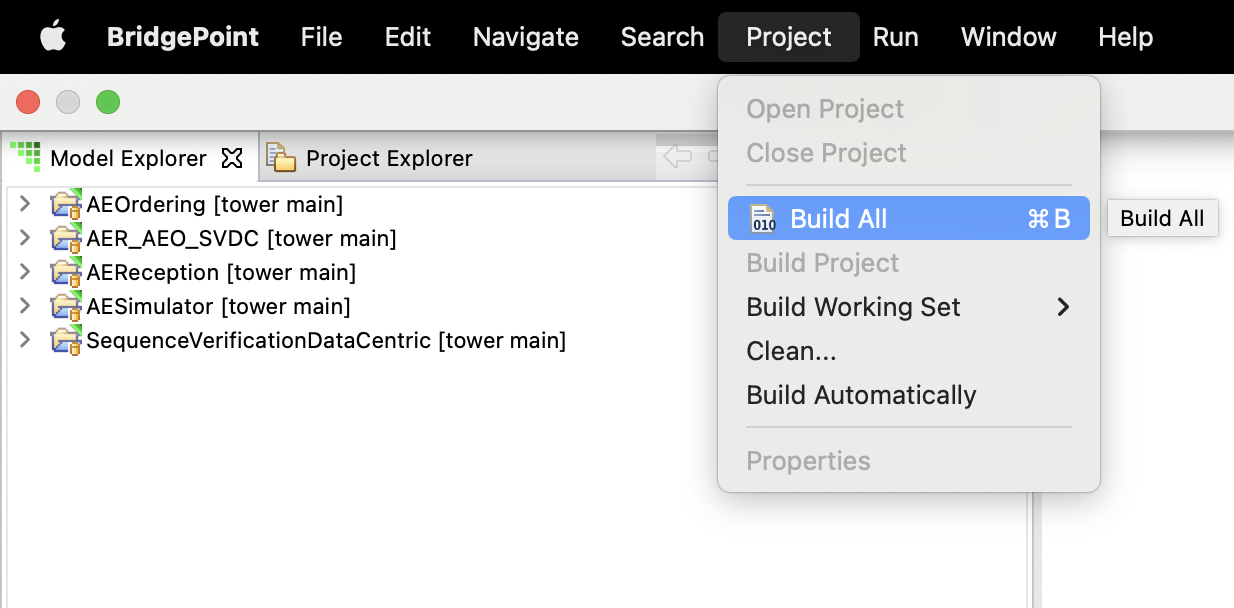 BridgePoint File Edit Navigate Search Project Run Window Help
Open Project
Close Project
Model Explorer Project Explorer
AEOrdering [tower main]
010 Build All ⌘B Build All
AER_AEO_SVDC [tower main]
Build Project
AEReception [tower main]
AESimulator [tower main]
Build Working Set
SequenceVerificationDataCentric [tower main]
Clean...
Build Automatically
Properties